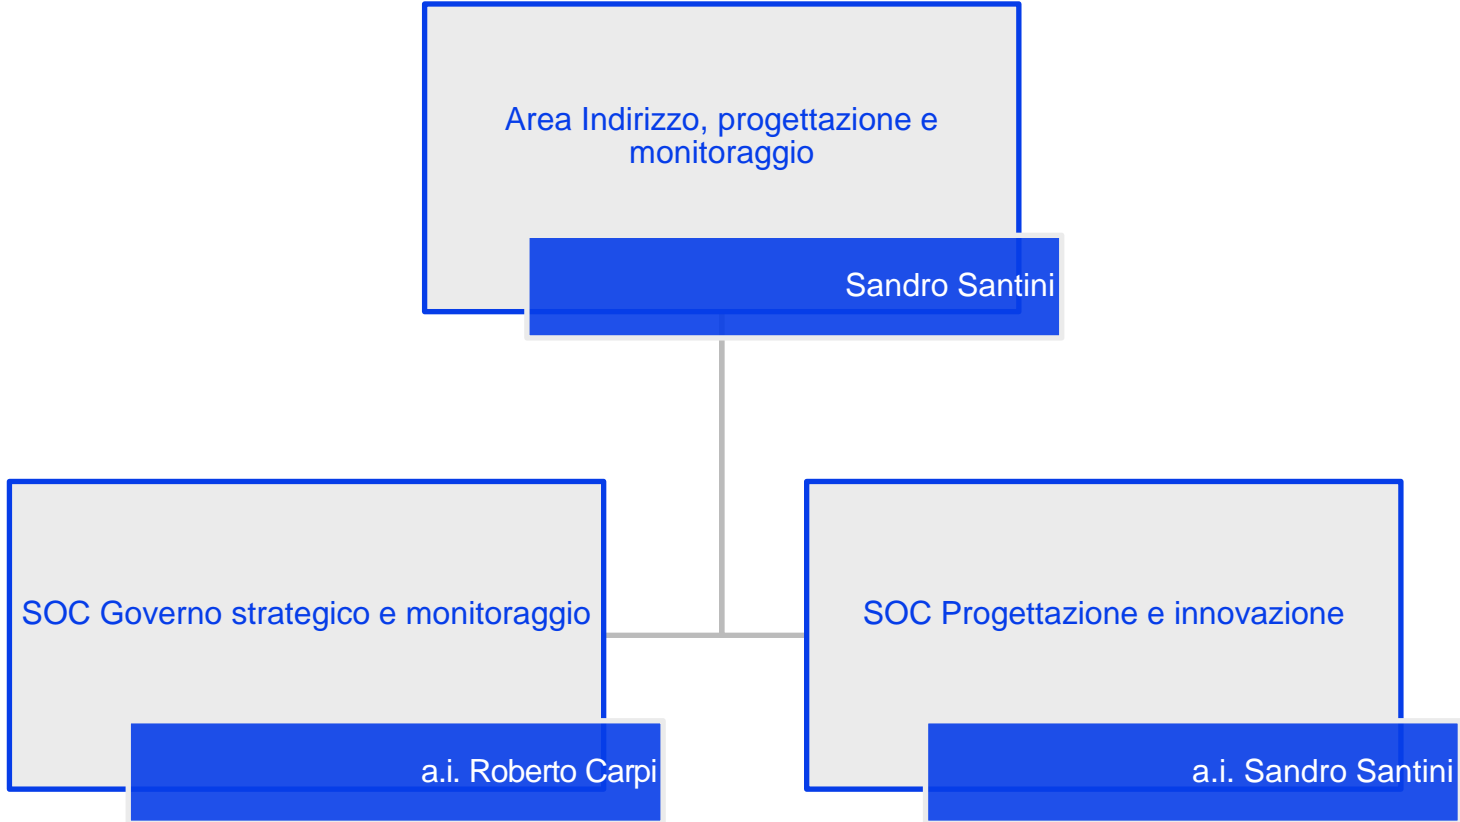 Area Indirizzo, progettazione e
monitoraggio
Sandro Santini
SOC Governo strategico e monitoraggio
a.i. Roberto Carpi
SOC Progettazione e innovazione
a.i. Sandro Santini